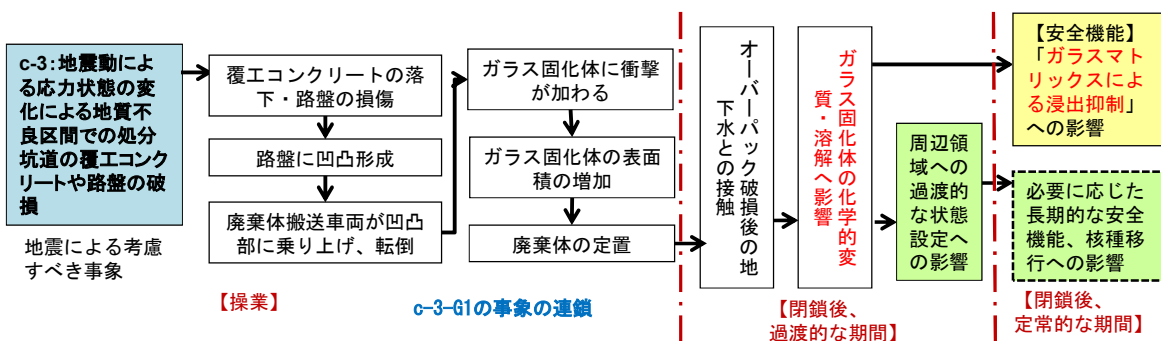 c-3:地震動によ
る応力状態の変
化による地質不
良区間での処分
坑道の覆工コンク
リートや路盤の破
損
地震による考慮
すべき事象
覆工コンクリートの落
下・路盤の損傷
路盤に凹凸形成
廃棄体搬送車両が凹凸
部に乗り上げ、転倒
【操業】
ガラス固化体に衝撃
が加わる
ガラス固化体の表面
積の増加
廃棄体の定置
c-3-G1の事象の連鎖
オーバーパック破損後の地
下水との接触
ガラス固化体の化学的変
質・溶解へ影響
周辺領
域への
過渡的
な状態
設定へ
の影響
【閉鎖後、
過渡的な期間】
【安全機能】
「ガラスマト
リックスによ
る浸出抑制」
への影響
必要に応じた
長期的な安全
機能、核種移
行への影響
【閉鎖後、
定常的な期間】